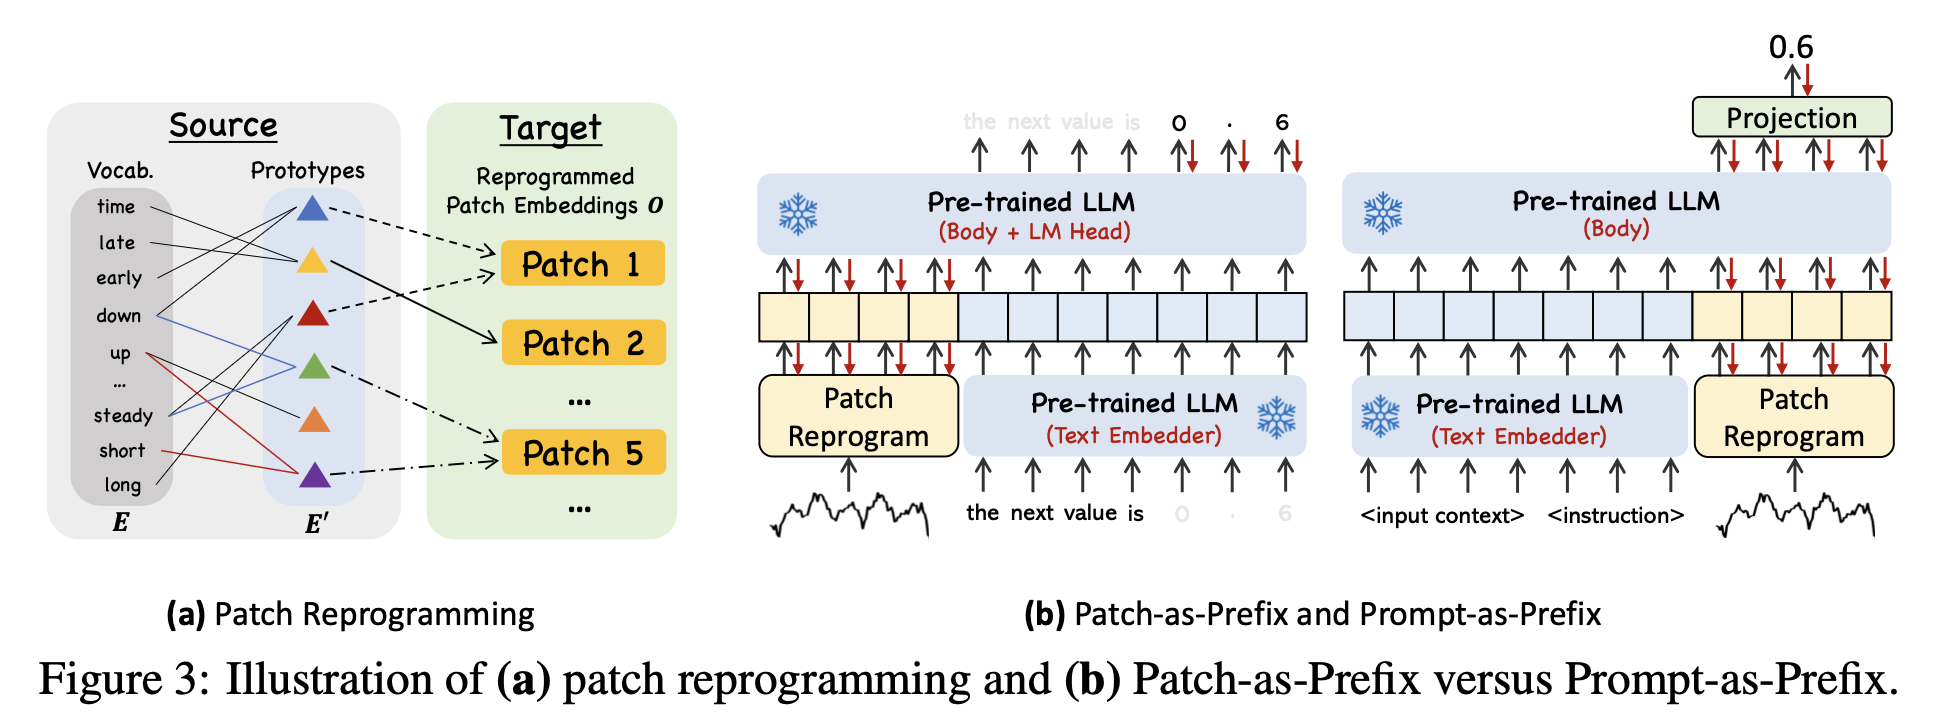 Source
Vocab.
Prototypes
time
late
early
down
up
...
steady
short
long
E
E′
Target
Reprogrammed
Patch Embeddings O
Patch 1
Patch 2
...
Patch 5
...
(a) Patch Reprogramming
the next value is 0 . 6
Pre-trained LLM
(Body + LM Head)
Patch
Reprogram
Pre-trained LLM
(Text Embedder)
the next value is 0 . 6
0.6
Projection
Pre-trained LLM
(Body)
Pre-trained LLM
(Text Embedder)
Patch
Reprogram
<input context> <instruction>
(b) Patch-as-Prefix and Prompt-as-Prefix
Figure 3: Illustration of (a) patch reprogramming and (b) Patch-as-Prefix versus Prompt-as-Prefix.